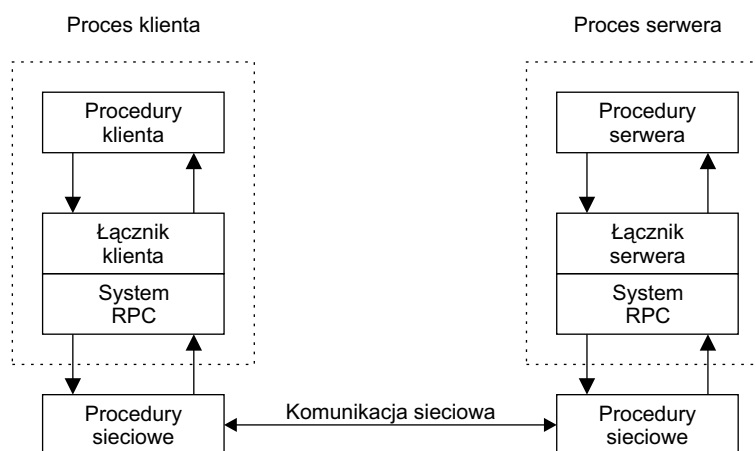 Proces klienta
Proces serwera
Procedury
klienta
Procedury
serwera
Łącznik
klienta
Łącznik
serwera
System
RPC
System
RPC
Procedury
sieciowe
Komunikacja sieciowa
Procedury
sieciowe